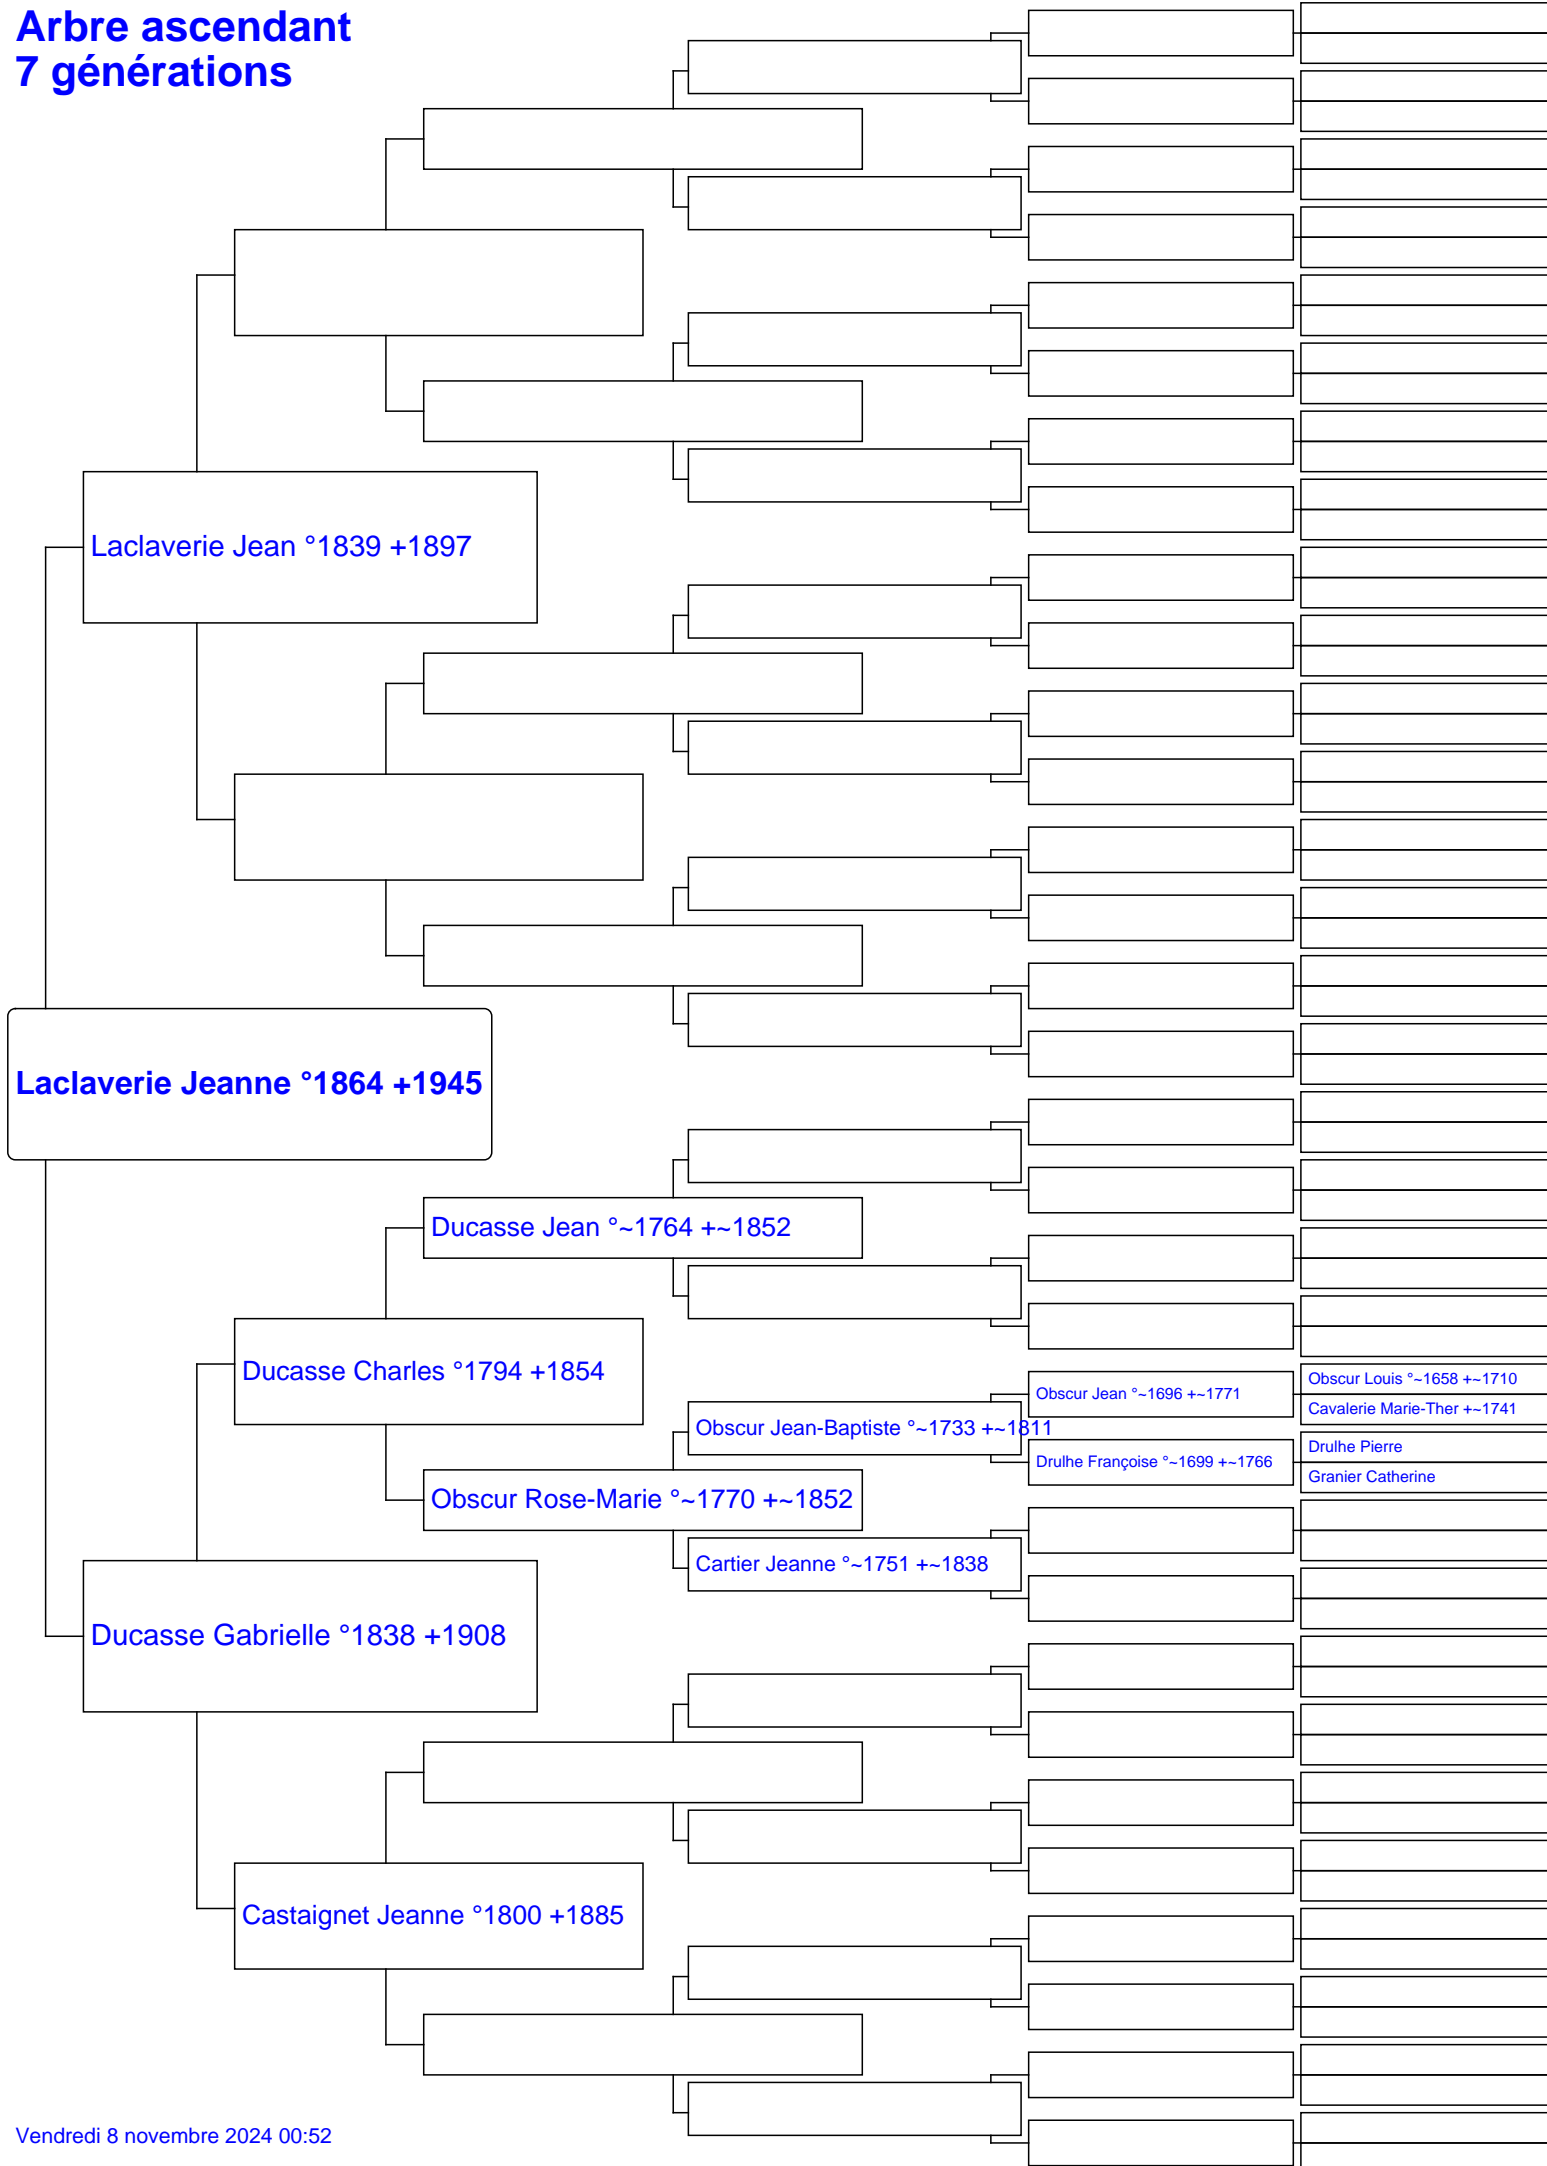 Arbre ascendant
7 générations
Laclaverie Jean °1839 +1897
Laclaverie Jeanne °1864 +1945
Ducasse Jean °~1764 +~1852
Ducasse Charles °1794 +1854
Obscur Louis °~1658 +~1710
Obscur Jean °~1696 +~1771
Cavalerie Marie-Ther +~1741
Obscur Jean-Baptiste °~1733 +~1811
Drulhe Pierre
Drulhe Françoise °~1699 +~1766
Granier Catherine
Obscur Rose-Marie °~1770 +~1852
Cartier Jeanne °~1751 +~1838
Ducasse Gabrielle °1838 +1908
Castaignet Jeanne °1800 +1885
Vendredi 8 novembre 2024 00:52